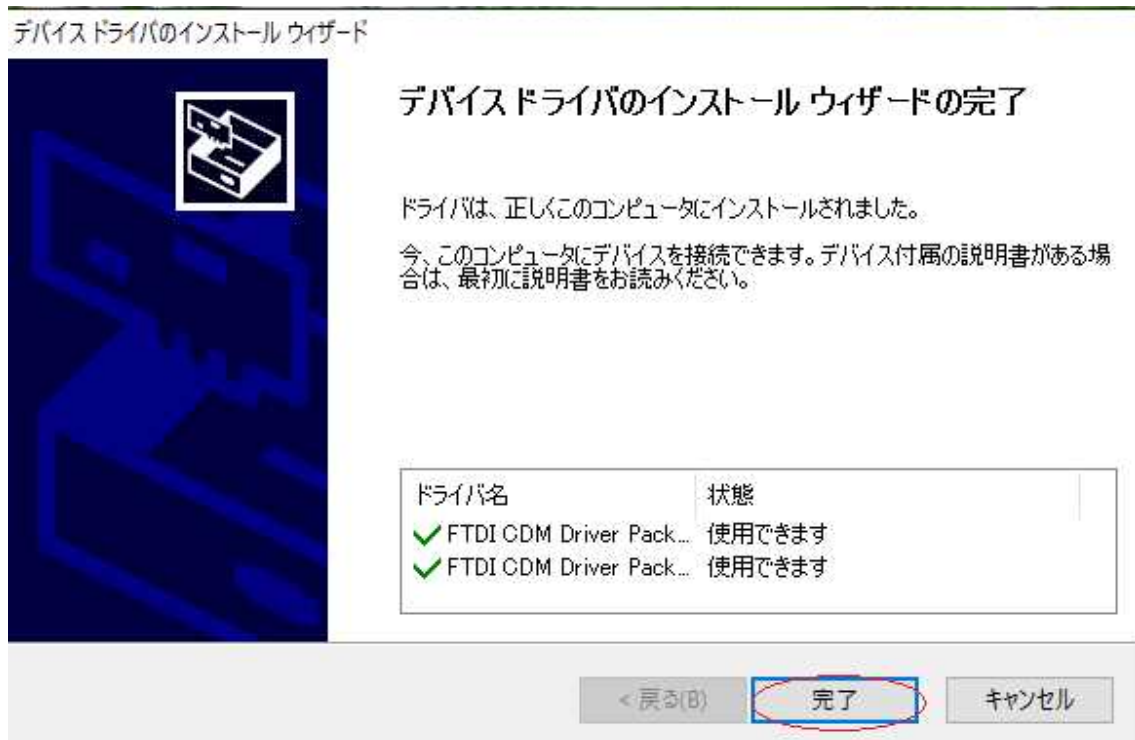 デバイス ドライバのインストール ウィザード
デバイス ドライバのインストール ウィザードの完了
ドライバは、正しくこのコンピュータにインストールされました。
今、このコンピュータにデバイスを接続できます。デバイス付属の説明書がある場
合は、最初に説明書をお読みください。
ドライバ名 状態
FTDI CDM Driver Pack... 使用できます
FTDI CDM Driver Pack... 使用できます
< 戻る(B) 完了 キャンセル